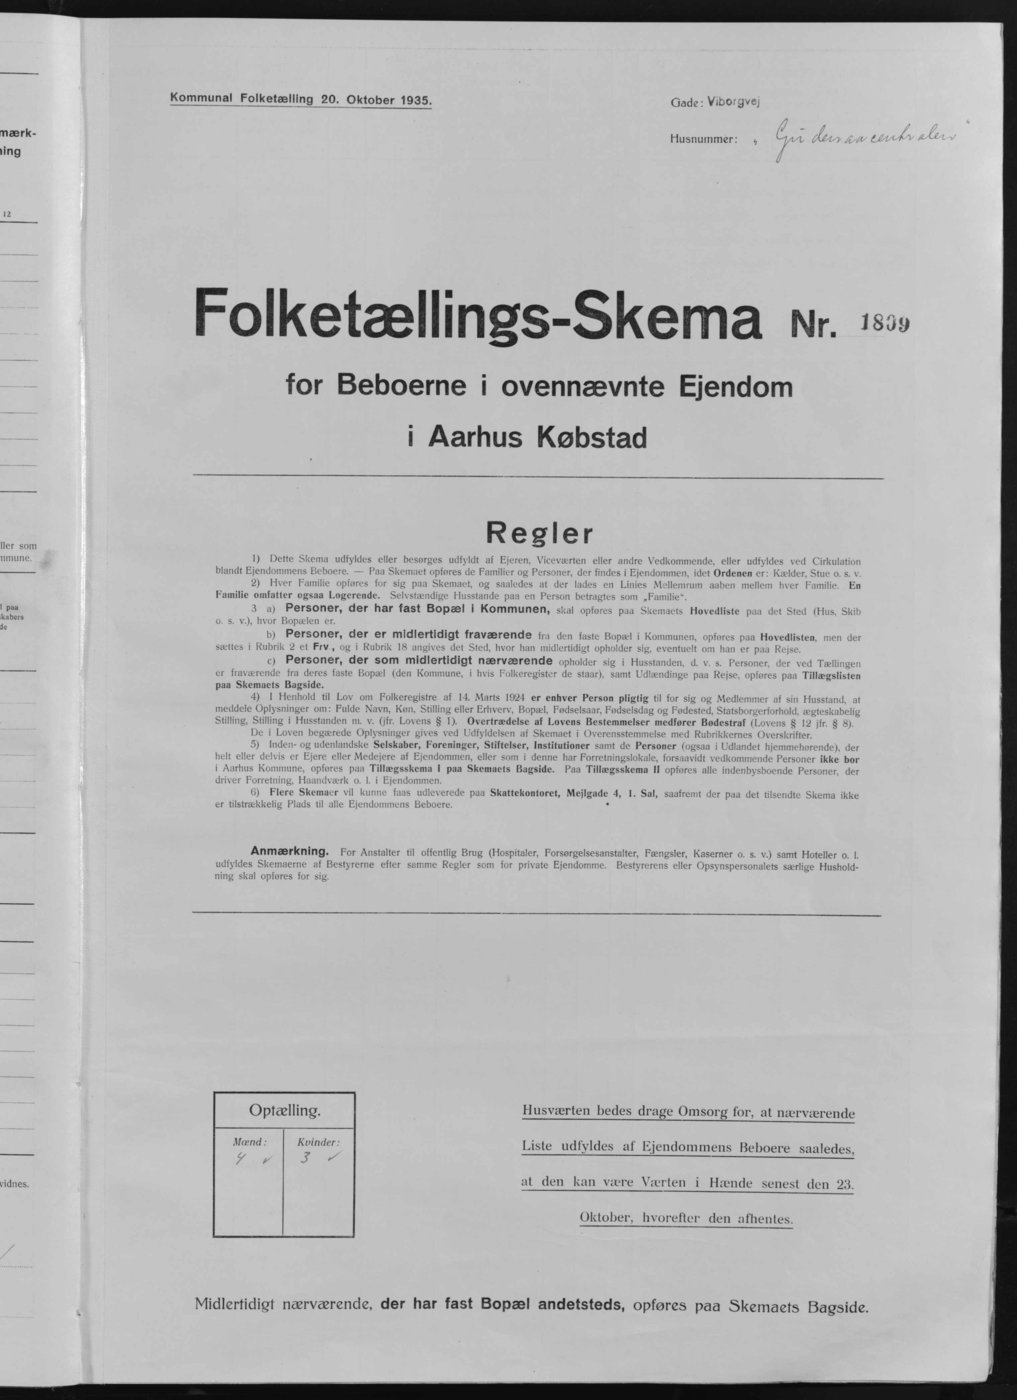 mærk-
ning
12
ller som
mmune.
l paa
kabers
de
vidnes.
Kommunal Folketælling 20. Oktober 1935.
Gade: Viborgvej
Husnummer: „ Gudenaacentralen"
Folketællings-Skema Nr. 1809
for Beboerne i ovennævnte Ejendom
i Aarhus Købstad
Regler
1) Dette Skema udfyldes eller besørges udfyldt af Ejeren, Viceværten eller andre Vedkommende, eller udfyldes ved Cirkulation
blandt Ejendommens Beboere. — Paa Skemaet opføres de Familier og Personer, der findes i Ejendommen, idet Ordenen er: Kælder, Stue o. s. v.
2) Hver Familie opføres for sig paa Skemaet, og saaledes at der lades en Linies Mellemrum aaben mellem hver Familie. En
Familie omfatter ogsaa Logerende. Selvstændige Husstande paa en Person betragtes som „Familie".
3 a) Personer, der har fast Bopæl i Kommunen, skal opføres paa Skemaets Hovedliste paa det Sted (Hus, Skib
o. s. v.), hvor Bopælen er.
b) Personer, der er midlertidigt fraværende fra den faste Bopæl i Kommunen, opføres paa Hovedlisten, men der
sættes i Rubrik 2 et Frv., og i Rubrik 18 angives det Sted, hvor han midlertidigt opholder sig, eventuelt om han er paa Rejse.
c) Personer, der som midlertidigt nærværende opholder sig i Husstanden, d. v. s. Personer, der ved Tællingen
er fraværende fra deres faste Bopæl (den Kommune, i hvis Folkeregister de staar), samt Udlændinge paa Rejse, opføres paa Tillægslisten
paa Skemaets Bagside.
4) I Henhold til Lov om Folkeregistre af 14. Marts 1924 er enhver Person pligtig til for sig og Medlemmer af sin Husstand, at
meddele Oplysninger om: Fulde Navn, Køn, Stilling eller Erhverv, Bopæl, Fødselsaar, Fødselsdag og Fødested, Statsborgerforhold, ægteskabelig
Stilling, Stilling i Husstanden m. v. (jfr. Lovens § 1). Overtrædelse af Lovens Bestemmelser medfører Bødestraf (Lovens § 12 jfr. § 8).
De i Loven begærede Oplysninger gives ved Udfyldelsen af Skemaet i Overensstemmelse med Rubrikkernes Overskrifter.
5) Inden- og udenlandske Selskaber, Foreninger, Stiftelser, Institutioner samt de Personer (ogsaa i Udlandet hjemmehørende), der
helt eller delvis er Ejere eller Medejere af Ejendommen, eller som i denne har Forretningslokale, forsaavidt vedkommende Personer ikke bor
i Aarhus Kommune, opføres paa Tillægsskema I paa Skemaets Bagside. Paa Tillægsskema II opføres alle indenbysboende Personer, der
driver Forretning, Haandværk o. l. i Ejendommen.
6) Flere Skemaer vil kunne faas udleverede paa Skattekontoret, Mejlgade 4, 1. Sal, saafremt der paa det tilsendte Skema ikke
er tilstrækkelig Plads til alle Ejendommens Beboere.
Anmærkning. For Anstalter til offentlig Brug (Hospitaler, Forsørgelsesanstalter, Fængsler, Kaserner o. s. v.) samt Hoteller o. l.
udfyldes Skemaerne af Bestyrerne efter samme Regler som for private Ejendomme. Bestyrerens eller Opsynspersonalets særlige Hushold-
ning skal opføres for sig.
Optælling.
Mænd: Kvinder:
4 ✓ 3 ✓
Husværten bedes drage Omsorg for, at nærværende
Liste udfyldes af Ejendommens Beboere saaledes,
at den kan være Værten i Hænde senest den 23.
Oktober, hvorefter den afhentes.
Midlertidigt nærværende, der har fast Bopæl andetsteds, opføres paa Skemaets Bagside.